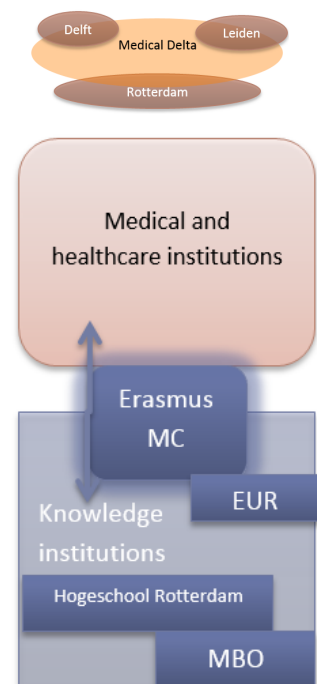 Delft
Leiden
Medical Delta
Rotterdam
Medical and
healthcare institutions
Erasmus
MC
EUR
Knowledge
institutions
Hogeschool Rotterdam
MBO